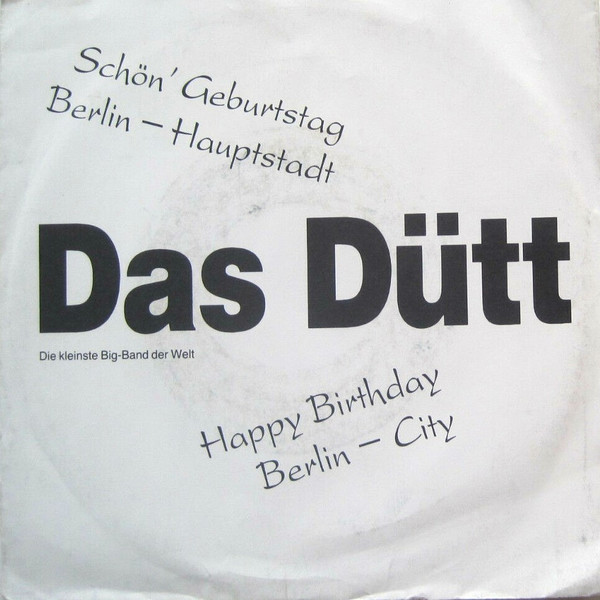 Schön' Geburtstag
Berlin – Hauptstadt
Das Dütt
Die kleinste Big-Band der Welt
Happy Birthday
Berlin – City